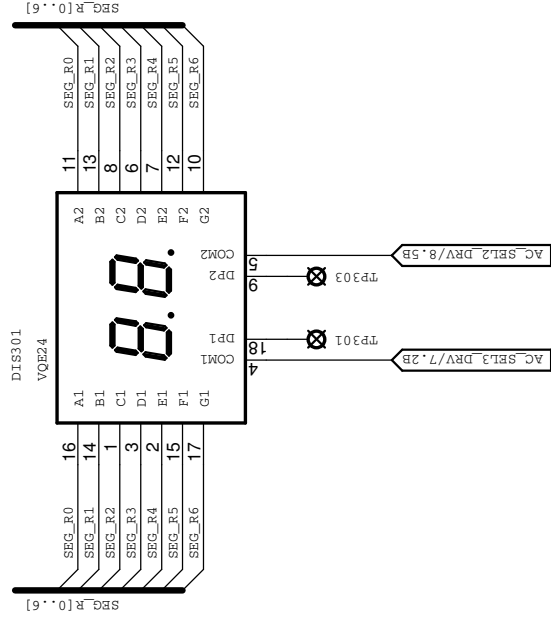 SEG_R[0..6]
SEG_R0
SEG_R1
SEG_R2
SEG_R3
SEG_R4
SEG_R5
SEG_R6
11
13
8
6
7
12
10
A2
B2
C2
D2
E2
F2
G2
DIS301
VQE24
8.8.
COM2
DP2
DP1
COM1
5
9
18
4
TP303
TP301
AC_SEL2_DRV/8.5B
AC_SEL3_DRV/7.2B
A1
B1
C1
D1
E1
F1
G1
16
14
1
3
2
15
17
SEG_R0
SEG_R1
SEG_R2
SEG_R3
SEG_R4
SEG_R5
SEG_R6
SEG_R[0..6]